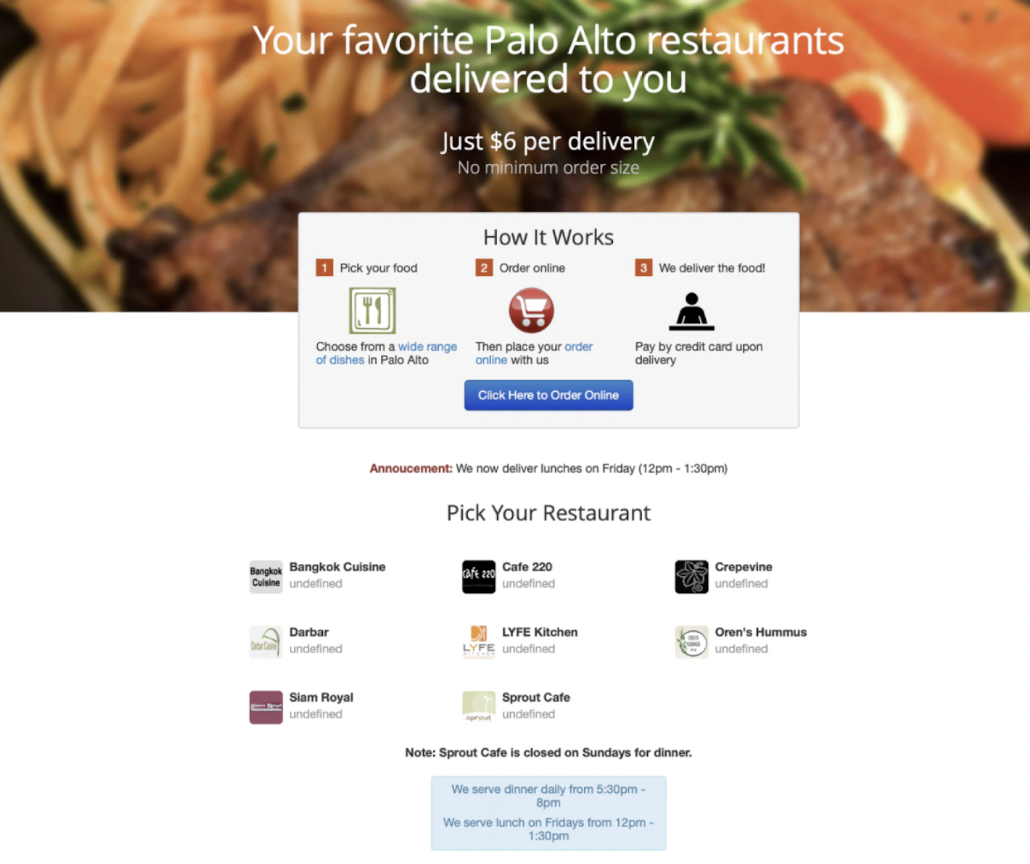 Your favorite Palo Alto restaurants
delivered to you
Just $6 per delivery
No minimum order size
How It Works
1 Pick your food
2 Order online
3 We deliver the food!
Choose from a wide range
of dishes in Palo Alto
Then place your order
online with us
Pay by credit card upon
delivery
Click Here to Order Online
Annoucement: We now deliver lunches on Friday (12pm - 1:30pm)
Pick Your Restaurant
Bangkok
Cuisine
Bangkok Cuisine
undefined
Cafe 220
Cafe 220
undefined
Crepevine
undefined
Darbar Cuisine
Darbar
undefined
LYFE
KITCHEN
LYFE Kitchen
undefined
Oren's Hummus
undefined
Siam Royal
Siam Royal
undefined
sprout
Sprout Cafe
undefined
Note: Sprout Cafe is closed on Sundays for dinner.
We serve dinner daily from 5:30pm -
8pm
We serve lunch on Fridays from 12pm -
1:30pm